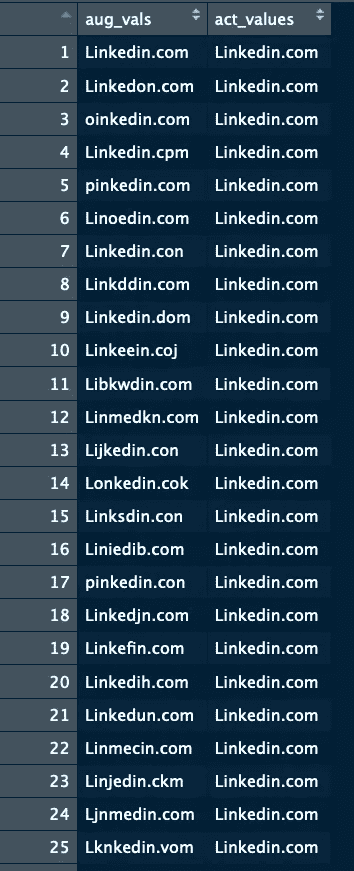 aug_vals act_values
1 Linkedin.com Linkedin.com
2 Linkedon.com Linkedin.com
3 oinkedin.com Linkedin.com
4 Linkedin.cpm Linkedin.com
5 pinkedin.com Linkedin.com
6 Linoedin.com Linkedin.com
7 Linkedin.con Linkedin.com
8 Linkddin.com Linkedin.com
9 Linkedin.dom Linkedin.com
10 Linkeein.coj Linkedin.com
11 Libkwdin.com Linkedin.com
12 Linmedkn.com Linkedin.com
13 Lijkedin.con Linkedin.com
14 Lonkedin.cok Linkedin.com
15 Linksdin.con Linkedin.com
16 Liniedib.com Linkedin.com
17 pinkedin.con Linkedin.com
18 Linkedjn.com Linkedin.com
19 Linkefin.com Linkedin.com
20 Linkedih.com Linkedin.com
21 Linkedun.com Linkedin.com
22 Linmecin.com Linkedin.com
23 Linjedin.ckm Linkedin.com
24 Ljnmedin.com Linkedin.com
25 Lknkedin.vom Linkedin.com